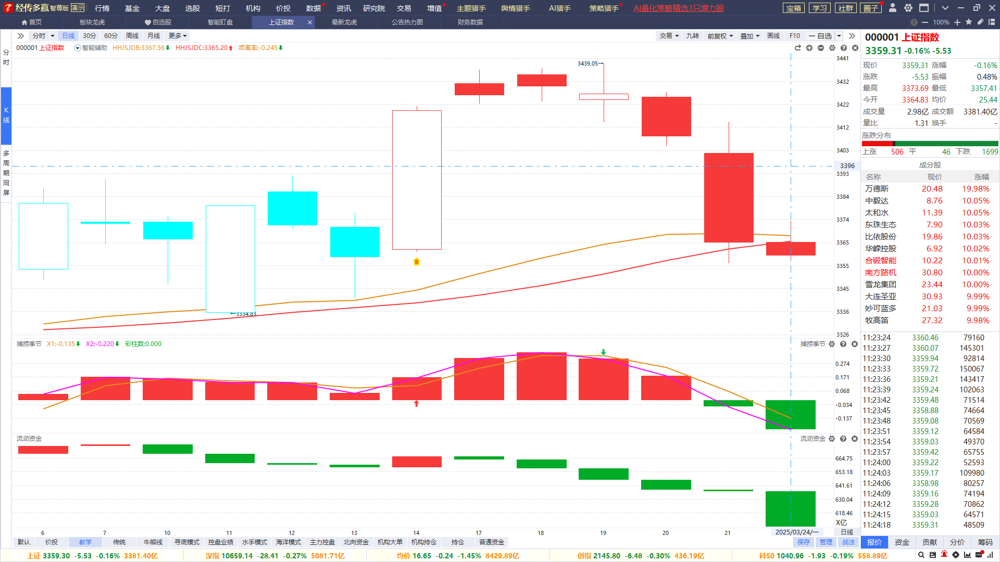 经传多赢 智尊版 演示 行情 基金 大盘 选股 短打 机构 价投 数据 资讯 研究院 交易 增值 主题猎手 舆情猎手 AI猎手 策略猎手 AI量化策略精选3只潜力股 宝箱 学习 社群 圈子
首页 板块龙虎 自选股 智能盯盘 上证指数 最新龙虎 公告热力图 财务数据 100%
分时 日线 30分 60分 周线 月线 更多 交易 九转 前复权 叠加 画线 F10 自选
000001 上证指数 智能辅助 HHJSJDB:3367.56 HHJSJDC:3365.20 乖离率:-0.245
分时
K线
多周期同屏
3439.05
3334.83
B
3441
3432
3422
3412
3403
3396
3393
3384
3374
3365
3355
3345
3336
3326
捕捞季节 X1:-0.135 X2:-0.220 彩柱数:0.000 捕捞季节
0.274
0.171
0.068
-0.034
-0.137
流动资金 流动资金
664.75
653.18
641.61
630.04
618.46
X亿
6 7 10 11 12 13 14 17 18 19 20 21 2025/03/24/一 日线
默认 价投 教学 传统 牛能线 寻底模式 控盘业绩 水手模式 海洋模式 主力控盘 北向资金 机构大单 机构持仓 持仓 普通资金 保存 管理 战法
000001 上证指数
3359.31 -0.16% -5.53
现价 3359.31 涨幅 -0.16%
涨跌 -5.53 振幅 0.48%
最高 3373.69 最低 3357.41
今开 3364.83 均价 25.44
成交量 2.98亿 成交额 3381.40亿
量比 1.31 换手 -
涨跌分布
上涨 506 平 46 下跌 1699
成分股
名称 现价 涨幅
万德斯 20.48 19.98%
中毅达 8.76 10.05%
太和水 11.39 10.05%
东珠生态 7.90 10.03%
比依股份 19.86 10.03%
华嵘控股 6.92 10.02%
合锻智能 10.22 10.01%
南方路机 30.80 10.00%
雪龙集团 23.44 10.00%
大连圣亚 30.93 9.99%
妙可蓝多 21.03 9.99%
牧高笛 27.32 9.98%
11:23:24 3360.46 79160
11:23:27 3360.07 145301
11:23:30 3359.94 92814
11:23:33 3359.72 150067
11:23:36 3359.21 143417
11:23:39 3359.24 102063
11:23:42 3359.48 71514
11:23:45 3358.88 74664
11:23:48 3359.08 70569
11:23:51 3359.12 64584
11:23:54 3359.03 49370
11:23:57 3359.42 65755
11:24:00 3359.22 52593
11:24:03 3359.17 109980
11:24:06 3358.98 80257
11:24:09 3359.16 74194
11:24:12 3359.28 70862
11:24:15 3359.03 64571
11:24:18 3359.31 48509
报价 资金 贡献 分价 筹码
上证 3359.30 -5.53 -0.16% 3381.40亿 深指 10659.14 -28.41 -0.27% 5081.71亿 均价 16.65 -0.24 -1.45% 8429.89亿 创指 2145.80 -6.48 -0.30% 436.19亿 科50 1040.96 -1.93 -0.19% 558.89亿